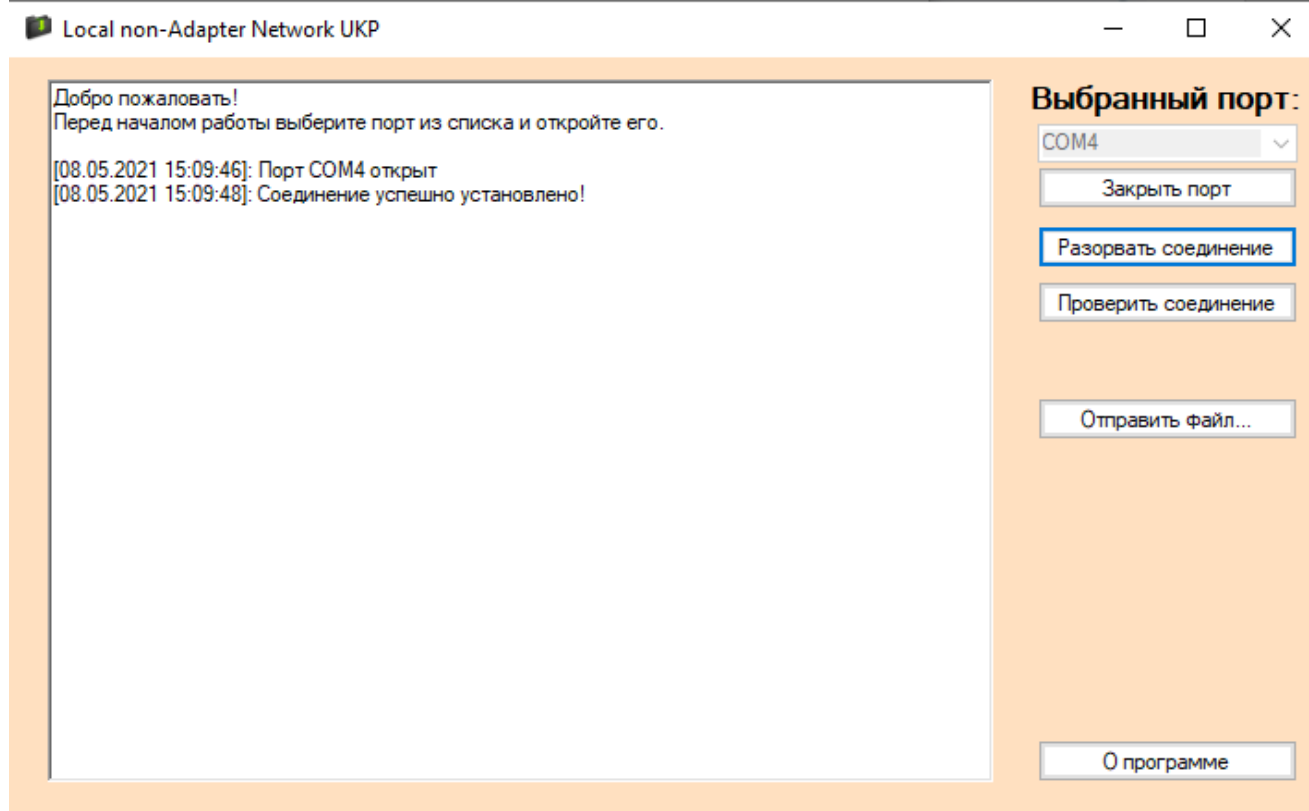 Local non-Adapter Network UKP
Добро пожаловать!
Перед началом работы выберите порт из списка и откройте его.
[08.05.2021 15:09:46]: Порт COM4 открыт
[08.05.2021 15:09:48]: Соединение успешно установлено!
Выбранный порт:
COM4
Закрыть порт
Разорвать соединение
Проверить соединение
Отправить файл...
О программе